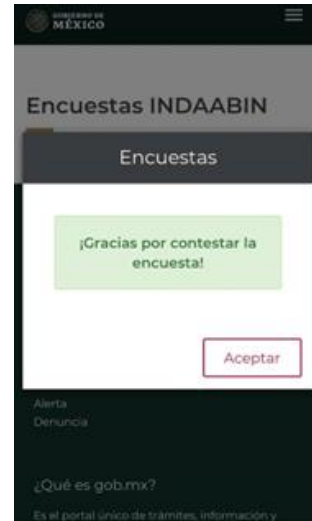 GOBIERNO DE
MÉXICO
Encuestas INDAABIN
Encuestas
¡Gracias por contestar la
encuesta!
Aceptar
Alerta
Denuncia
¿Qué es gob.mx?
Es el portal único de trámites, información y